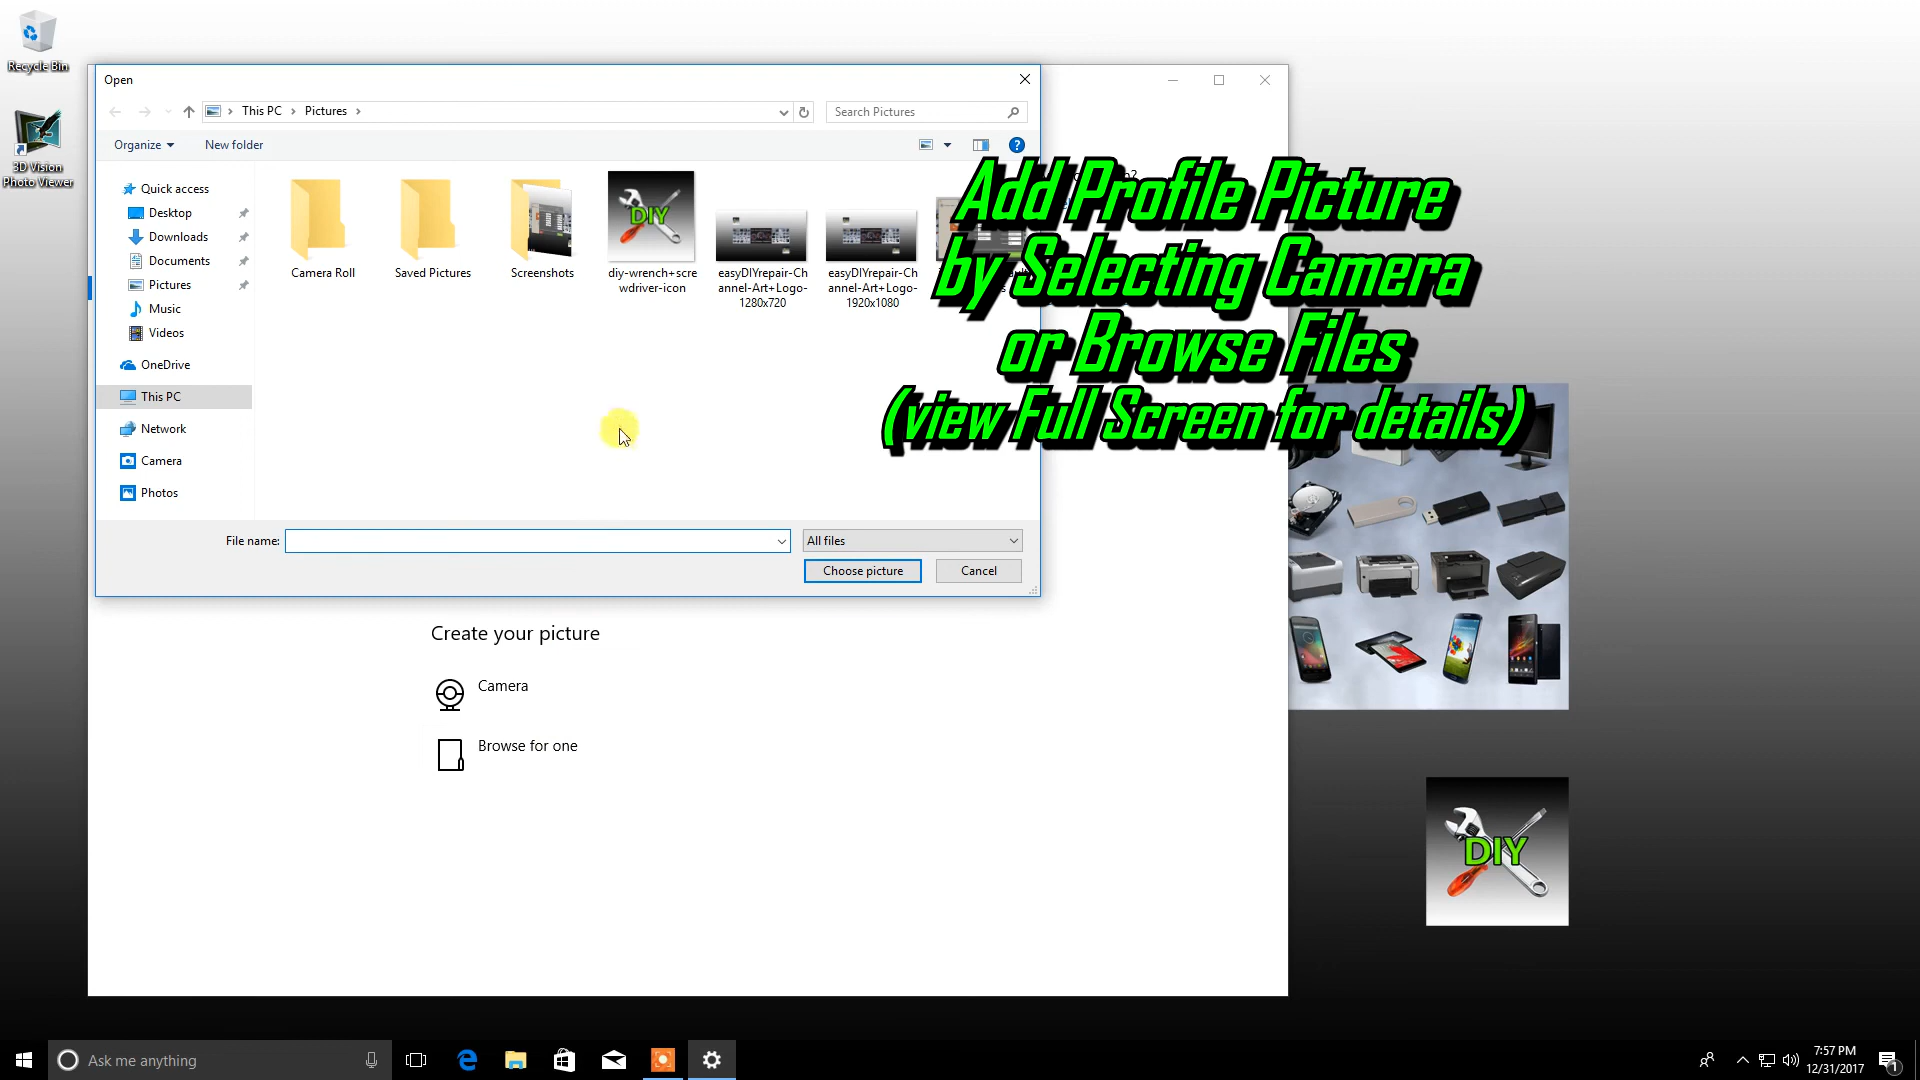 Recycle Bin
3D Vision
Photo Viewer
Open
This PC
Pictures
Search Pictures
Organize
New folder
Quick access
Desktop
Downloads
Documents
Pictures
Music
Videos
OneDrive
This PC
Network
Camera
Photos
Camera Roll
Saved Pictures
Screenshots
DIY
diy-wrench+scre
wdriver-icon
easyDIYrepair-Ch
annel-Art+Logo-
1280x720
easyDIYrepair-Ch
annel-Art+Logo-
1920x1080
Add Profile Picture
by Selecting Camera
or Browse Files
(view Full Screen for details)
File name:
All files
Choose picture
Cancel
Create your picture
Camera
Browse for one
DIY
Ask me anything
7:57 PM
12/31/2017
1